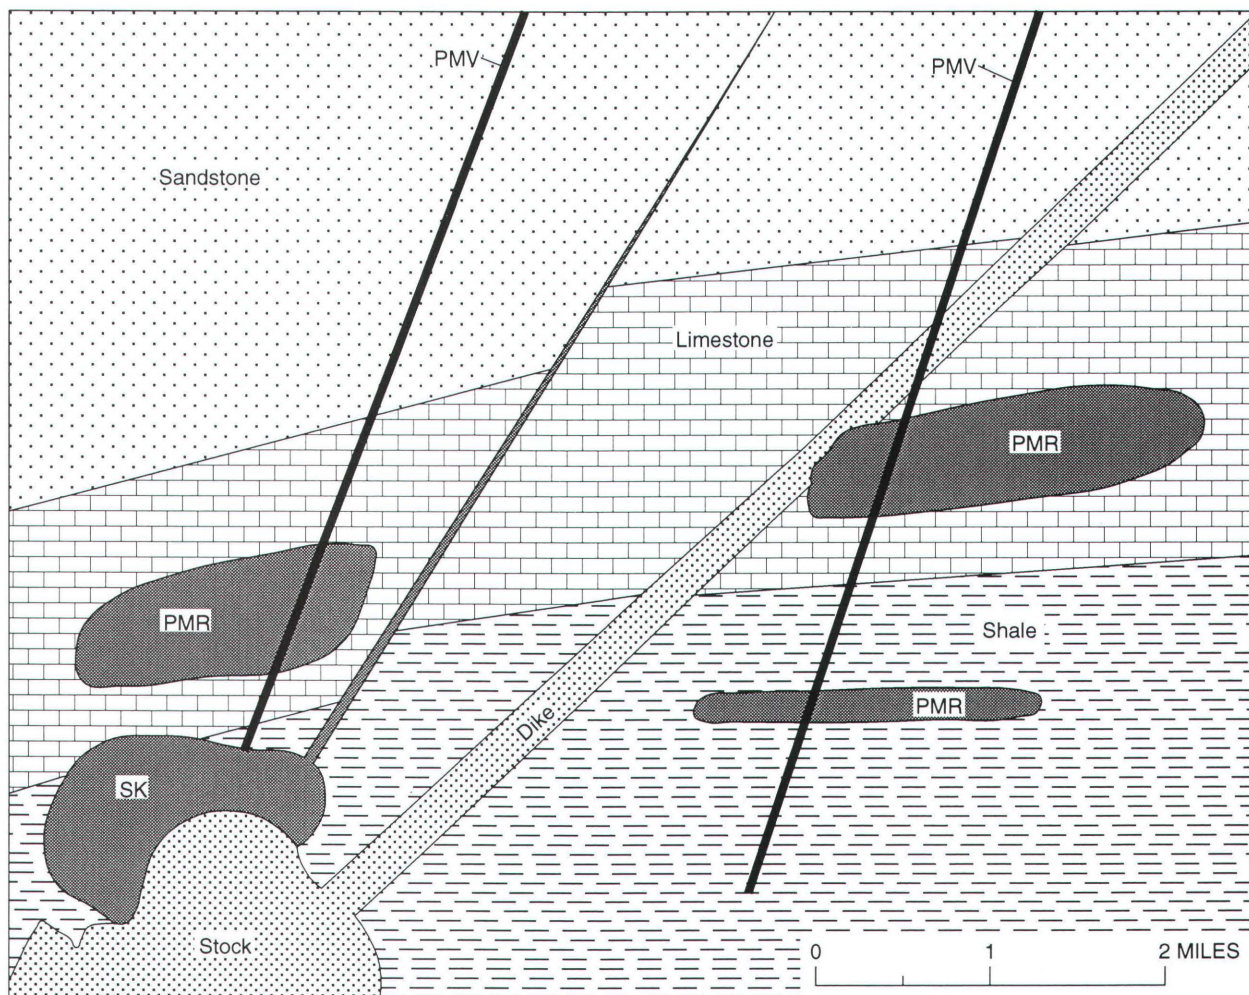 PMV
PMV
Sandstone
Limestone
PMR
PMR
Shale
PMR
Dike
SK
Stock
0 1 2 MILES